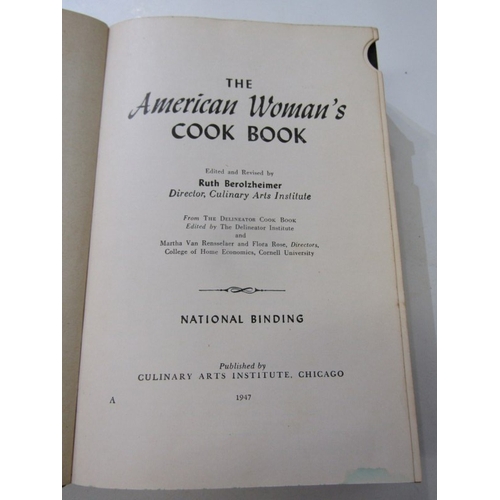 THE
American Woman's
COOK BOOK
Edited and Revised by
Ruth Berolzheimer
Director, Culinary Arts Institute
From THE DELINEATOR COOK BOOK
Edited by The Delineator Institute
and
Martha Van Rensselaer and Flora Rose, Directors,
College of Home Economics, Cornell University
NATIONAL BINDING
Published by
CULINARY ARTS INSTITUTE, CHICAGO
A 1947